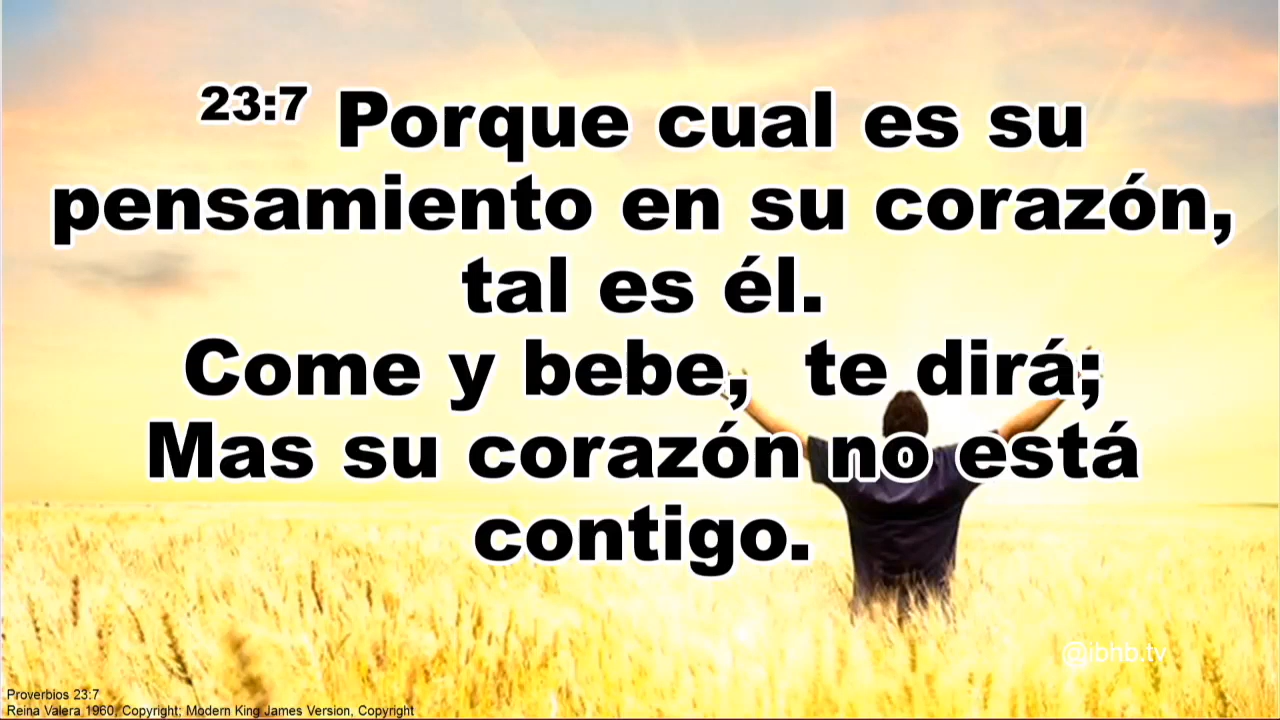 23:7 Porque cual es su
pensamiento en su corazón,
tal es él.
Come y bebe,  te dirá;
Mas su corazón no está
contigo.
@ibhb.tv
Proverbios 23:7
Reina Valera 1960, Copyright; Modern King James Version, Copyright